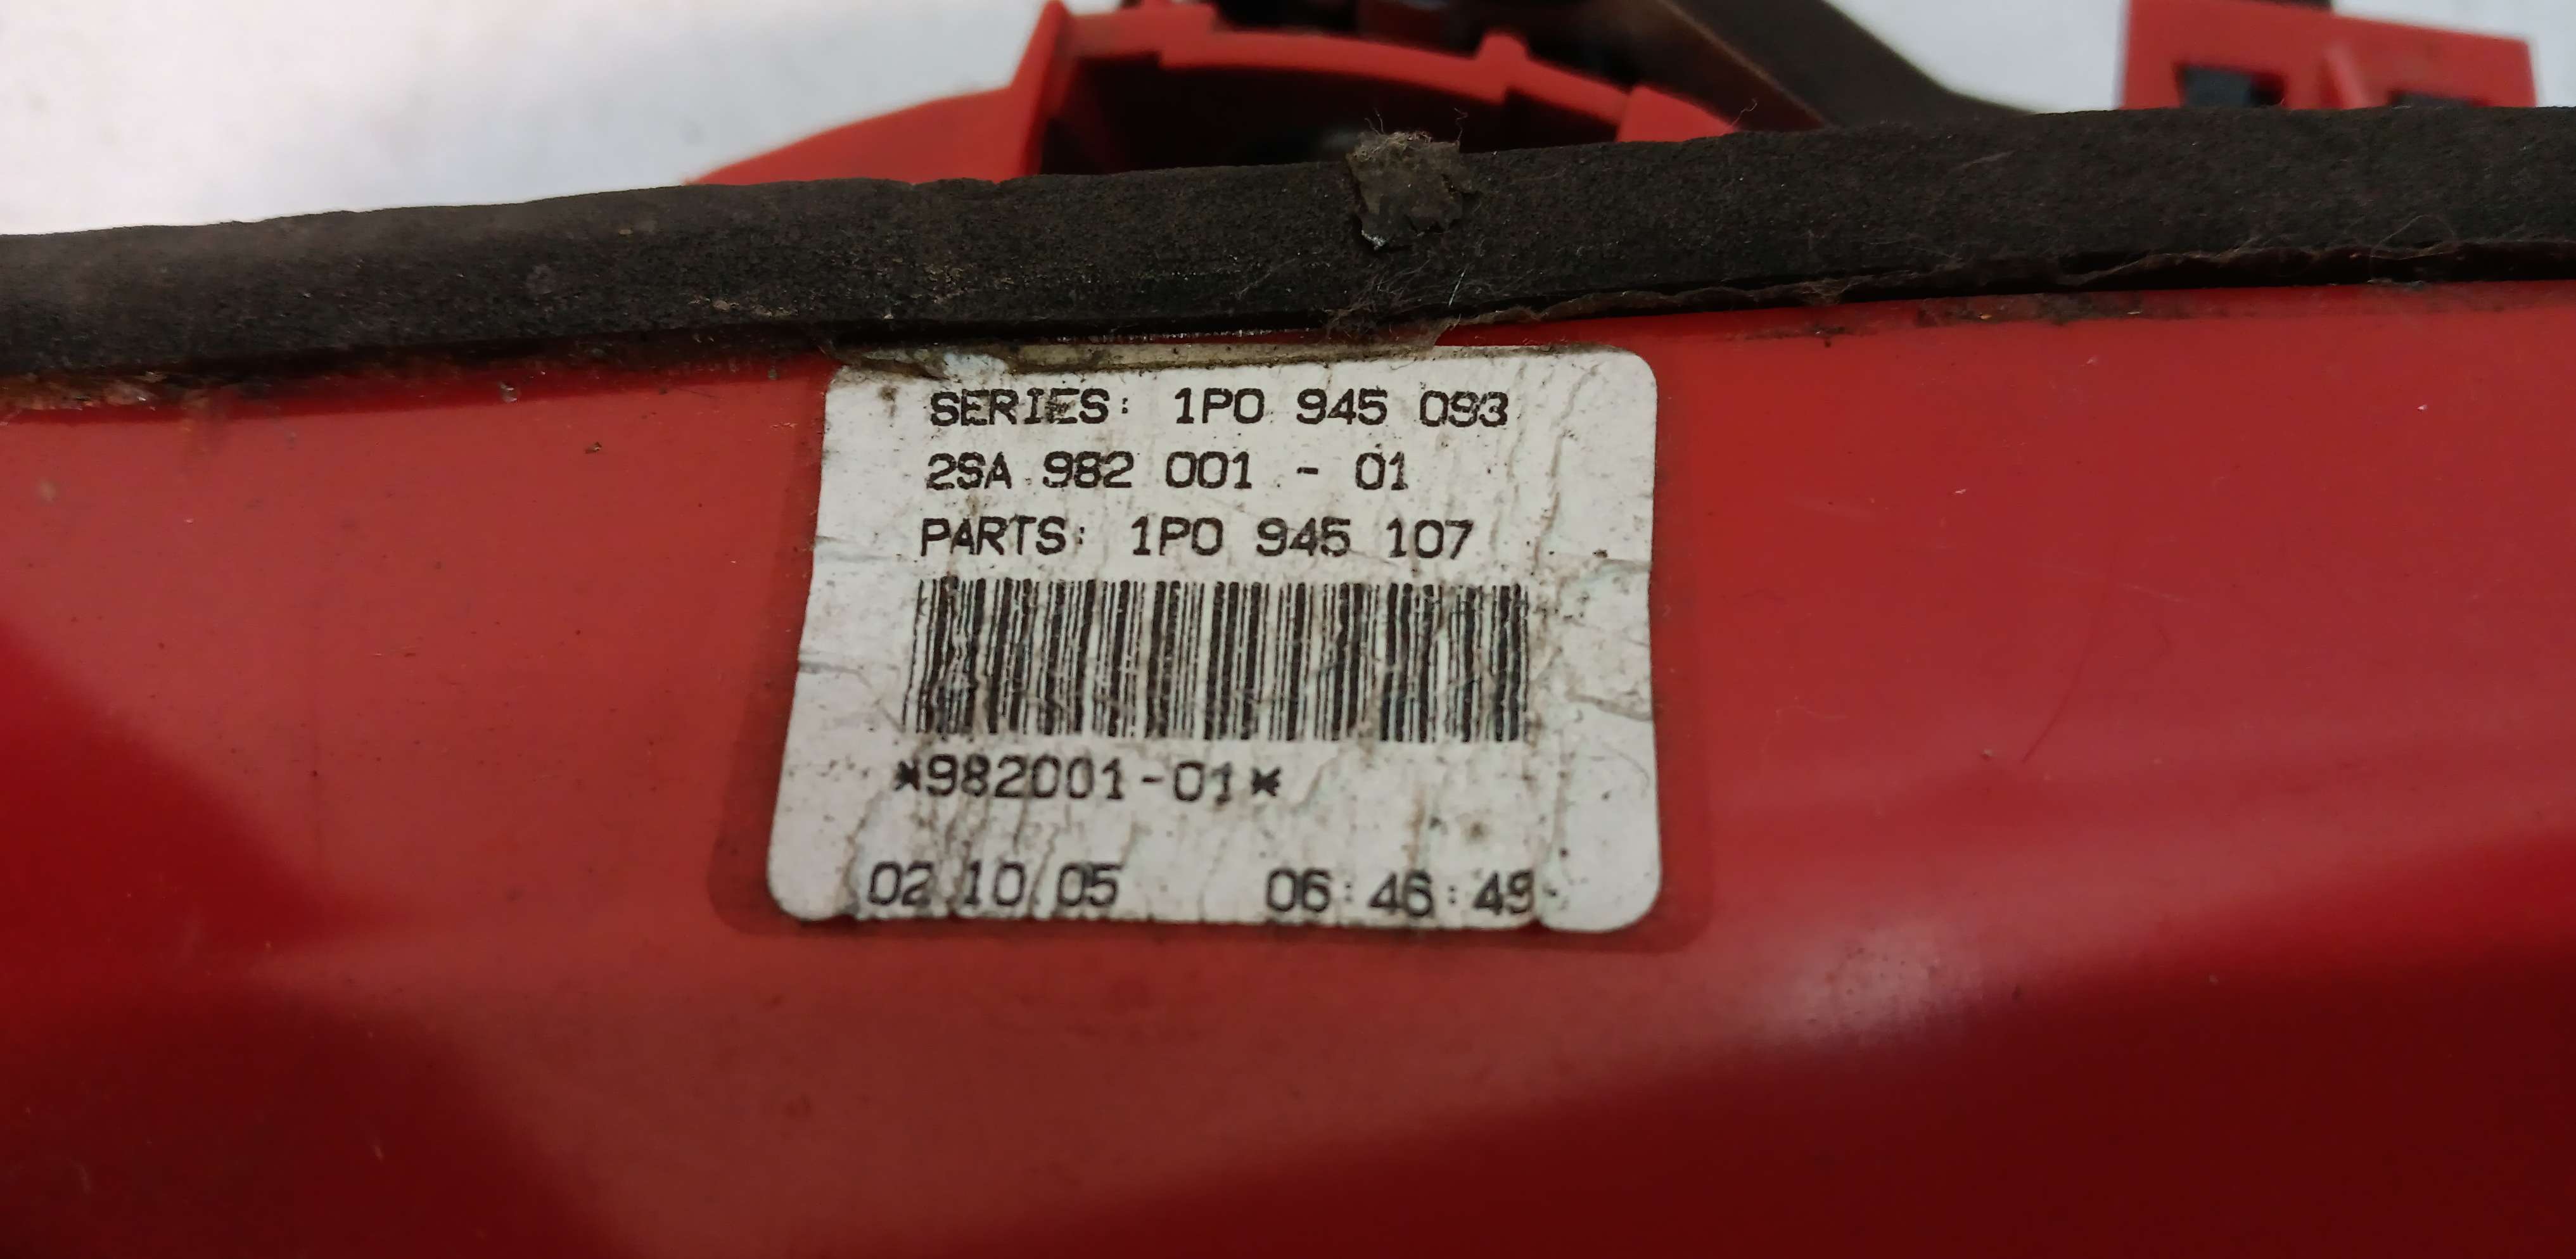 SERIES: 1P0 945 093
2SA 982 001 - 01
PARTS: 1P0 945 107
*982001-01*
02.10.05 06:46:49